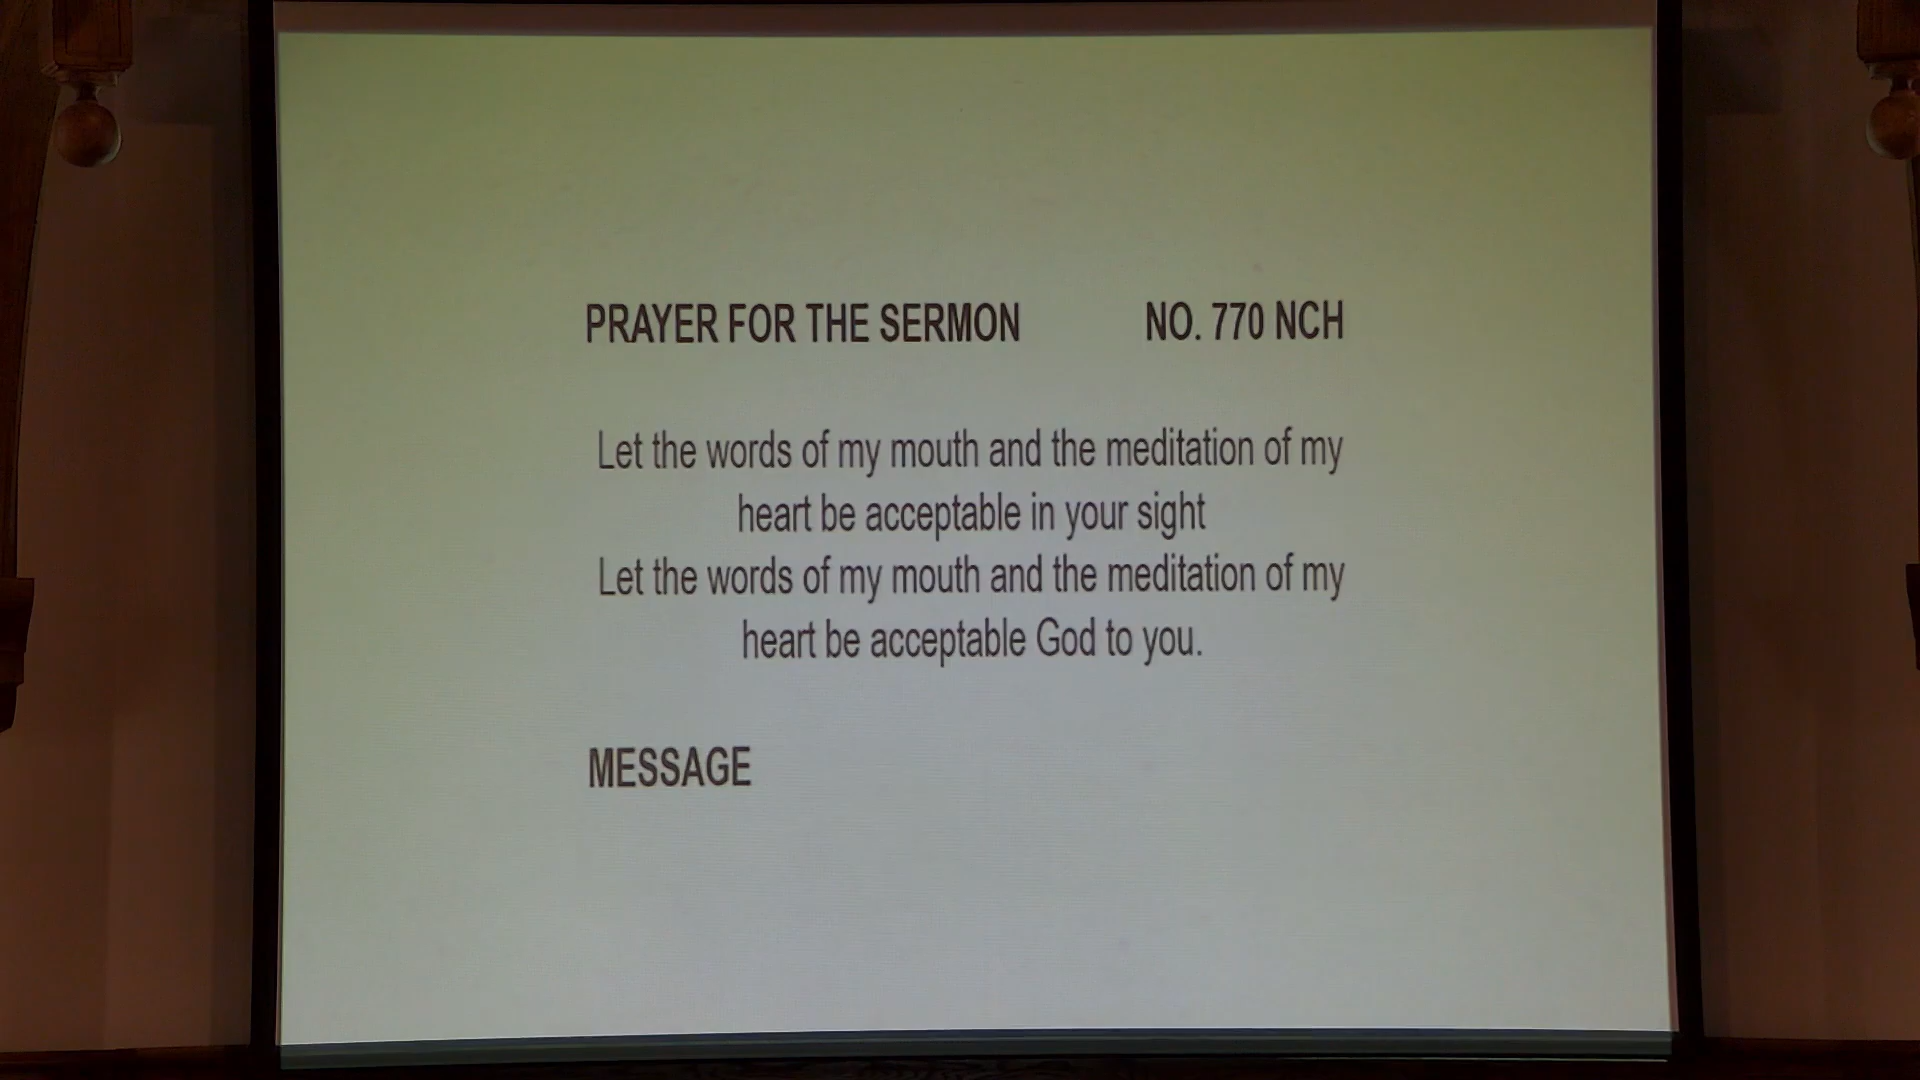 PRAYER FOR THE SERMON NO. 770 NCH
Let the words of my mouth and the meditation of my
heart be acceptable in your sight
Let the words of my mouth and the meditation of my
heart be acceptable God to you.
MESSAGE